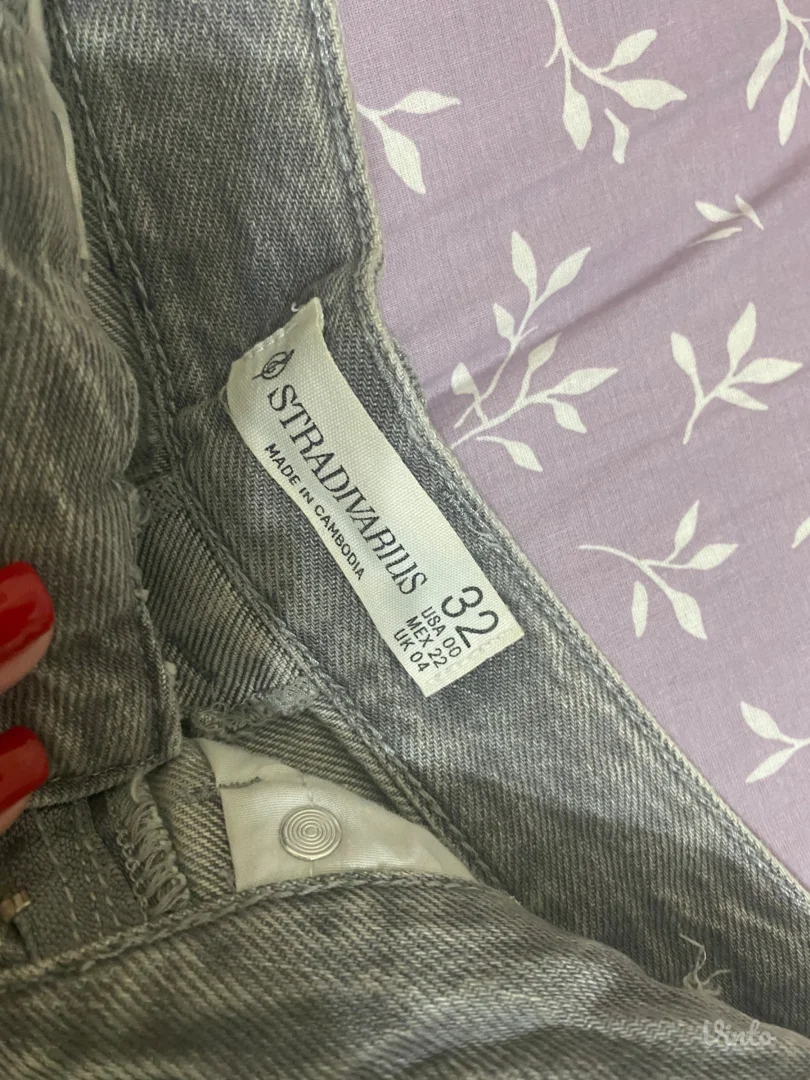 STRADIVARIUS
MADE IN CAMBODIA
32
USA 00
MEX 22
UK 04